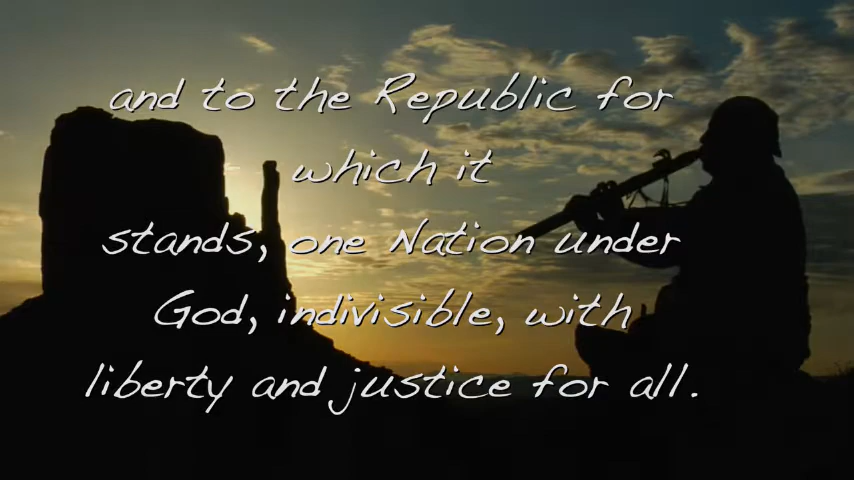 and to the Republic for
which it
stands, one Nation under
God, indivisible, with
liberty and justice for all.